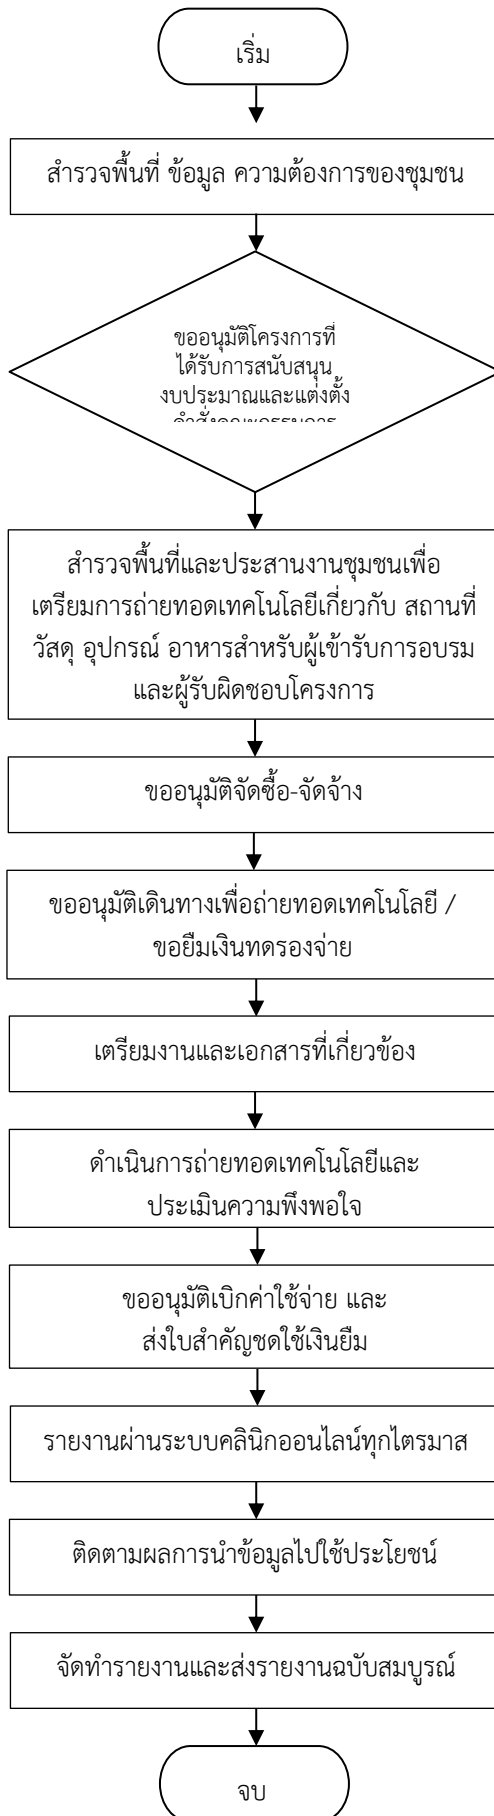 เริ่ม
สำรวจพื้นที่ ข้อมูล ความต้องการของชุมชน
ขออนุมัติโครงการที่
ได้รับการสนับสนุน
งบประมาณและแต่งตั้ง
คำสั่งคณะกรรมการ
สำรวจพื้นที่และประสานงานชุมชนเพื่อ
เตรียมการถ่ายทอดเทคโนโลยีเกี่ยวกับ สถานที่
วัสดุ อุปกรณ์ อาหารสำหรับผู้เข้ารับการอบรม
และผู้รับผิดชอบโครงการ
ขออนุมัติจัดซื้อ-จัดจ้าง
ขออนุมัติเดินทางเพื่อถ่ายทอดเทคโนโลยี /
ขอยืมเงินทดรองจ่าย
เตรียมงานและเอกสารที่เกี่ยวข้อง
ดำเนินการถ่ายทอดเทคโนโลยีและ
ประเมินความพึงพอใจ
ขออนุมัติเบิกค่าใช้จ่าย และ
ส่งใบสำคัญชดใช้เงินยืม
รายงานผ่านระบบคลินิกออนไลน์ทุกไตรมาส
ติดตามผลการนำข้อมูลไปใช้ประโยชน์
จัดทำรายงานและส่งรายงานฉบับสมบูรณ์
จบ